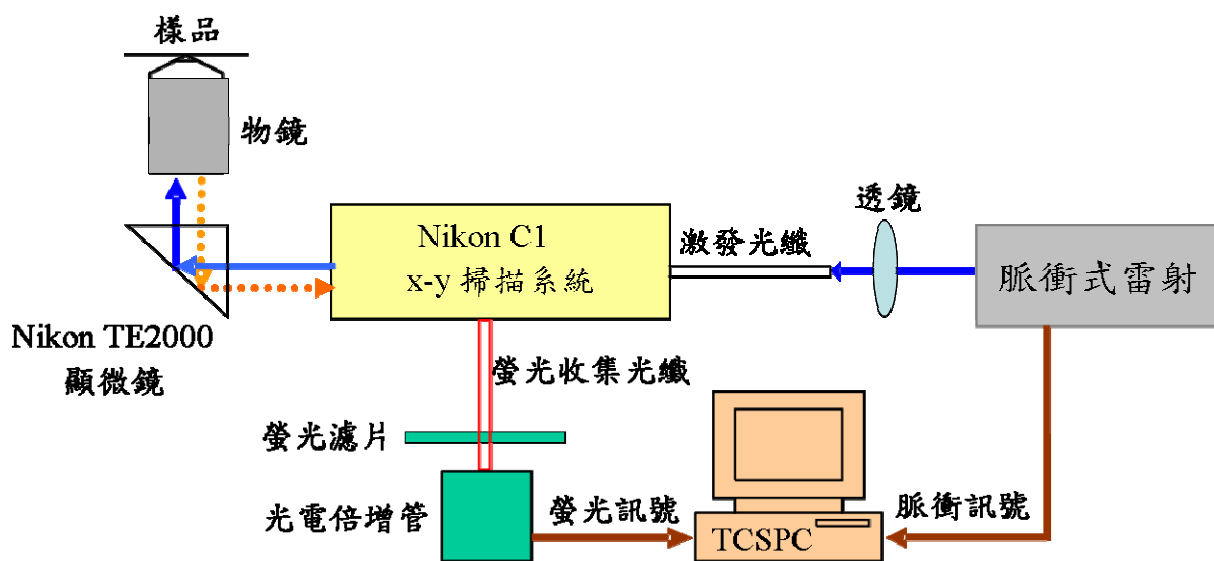 樣品
物鏡
Nikon TE2000
顯微鏡
Nikon C1
x-y 掃描系統
激發光纖
透鏡
脈衝式雷射
螢光收集光纖
螢光濾片
光電倍增管
螢光訊號
TCSPC
脈衝訊號